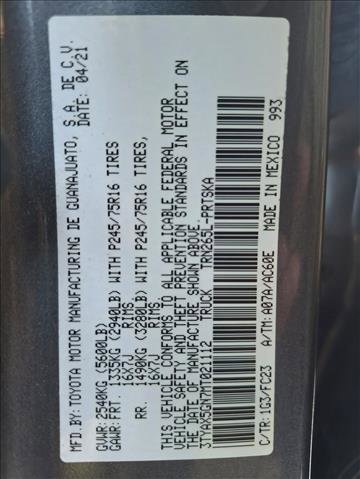 MFD. BY: TOYOTA MOTOR MANUFACTURING DE GUANAJUATO, S.A. DE C.V.
DATE: 04/21
GVWR: 2540KG (5600LB)
GAWR: FRT. 1335KG (2940LB) WITH P245/75R16 TIRES
16X7J RIMS,
RR. 1490KG (3280LB) WITH P245/75R16 TIRES,
16X7J RIMS,
THIS VEHICLE CONFORMS TO ALL APPLICABLE FEDERAL MOTOR
VEHICLE SAFETY AND THEFT PREVENTION STANDARDS IN EFFECT ON
THE DATE OF MANUFACTURE SHOWN ABOVE.
3TYAX5GN7MT021112 TRUCK TRN265L-PRTSKA
C/TR: 1G3/FC23 A/TM: A07A/AC60E MADE IN MEXICO 993